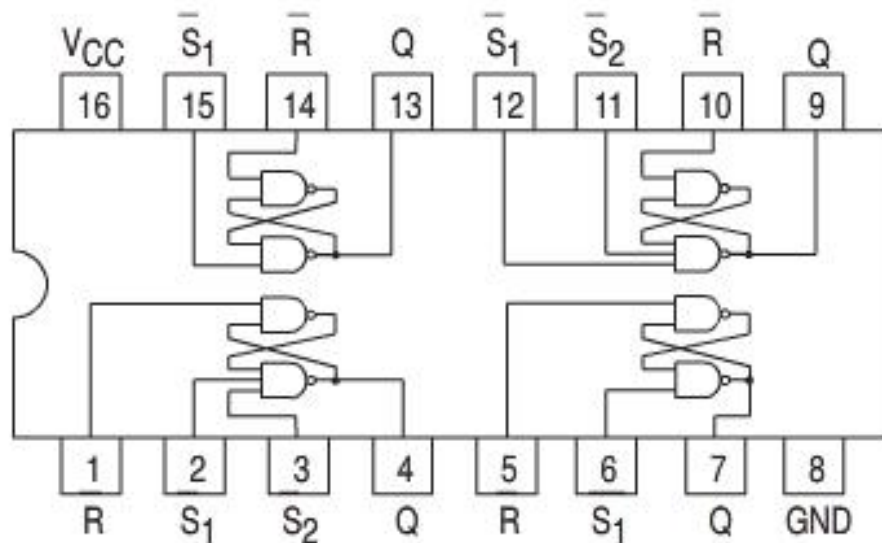 V_CC S̅₁ R̅ Q S̅₁ S̅₂ R̅ Q
16 15 14 13 12 11 10 9
1 2 3 4 5 6 7 8
R̅ S̅₁ S̅₂ Q R̅ S̅₁ Q GND